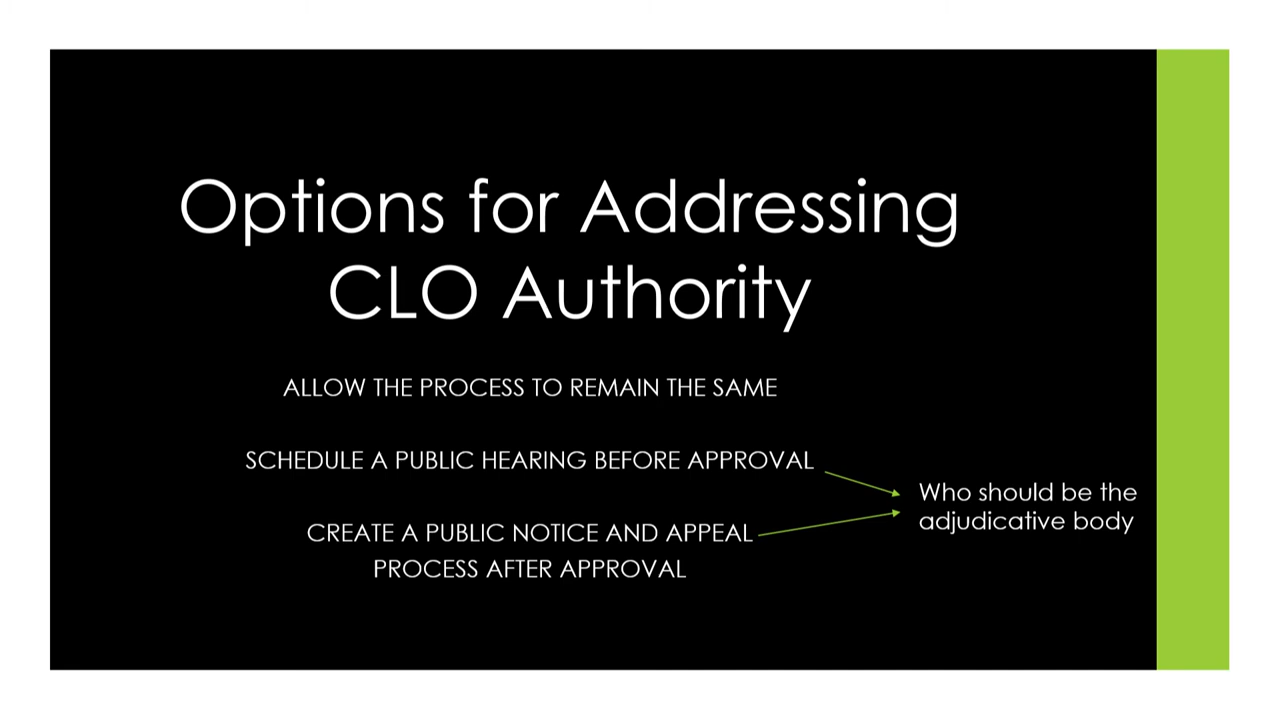 Options for Addressing
CLO Authority
ALLOW THE PROCESS TO REMAIN THE SAME
SCHEDULE A PUBLIC HEARING BEFORE APPROVAL
CREATE A PUBLIC NOTICE AND APPEAL
PROCESS AFTER APPROVAL
Who should be the
adjudicative body